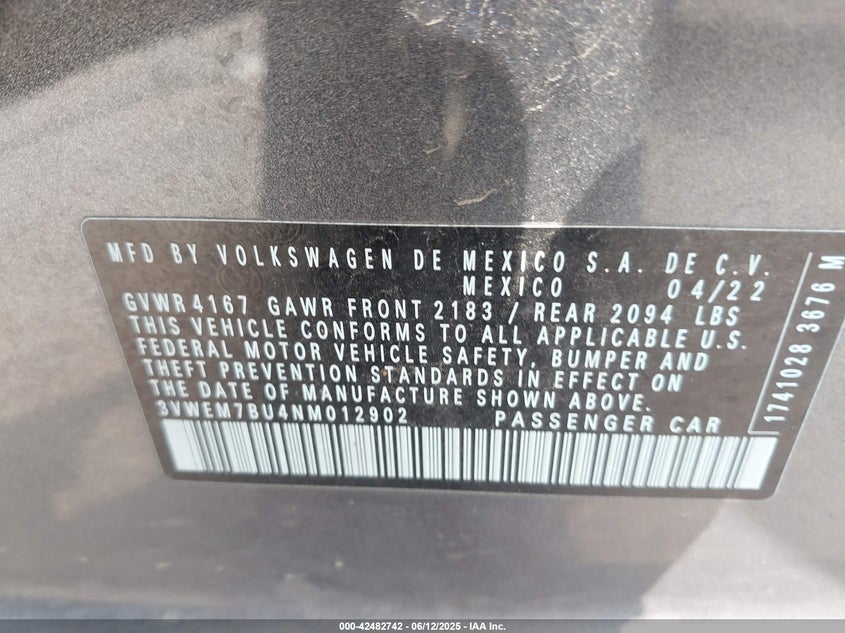 MFD BY VOLKSWAGEN DE MEXICO S.A. DE C.V.
MEXICO 04/22
GVWR 4167 GAWR FRONT 2183 / REAR 2094 LBS
THIS VEHICLE CONFORMS TO ALL APPLICABLE U.S.
FEDERAL MOTOR VEHICLE SAFETY, BUMPER AND
THEFT PREVENTION STANDARDS IN EFFECT ON
THE DATE OF MANUFACTURE SHOWN ABOVE.
3VWEM7BU4NM012902 PASSENGER CAR
1741028 3676 M
000-42482742 - 06/12/2025 - IAA Inc.